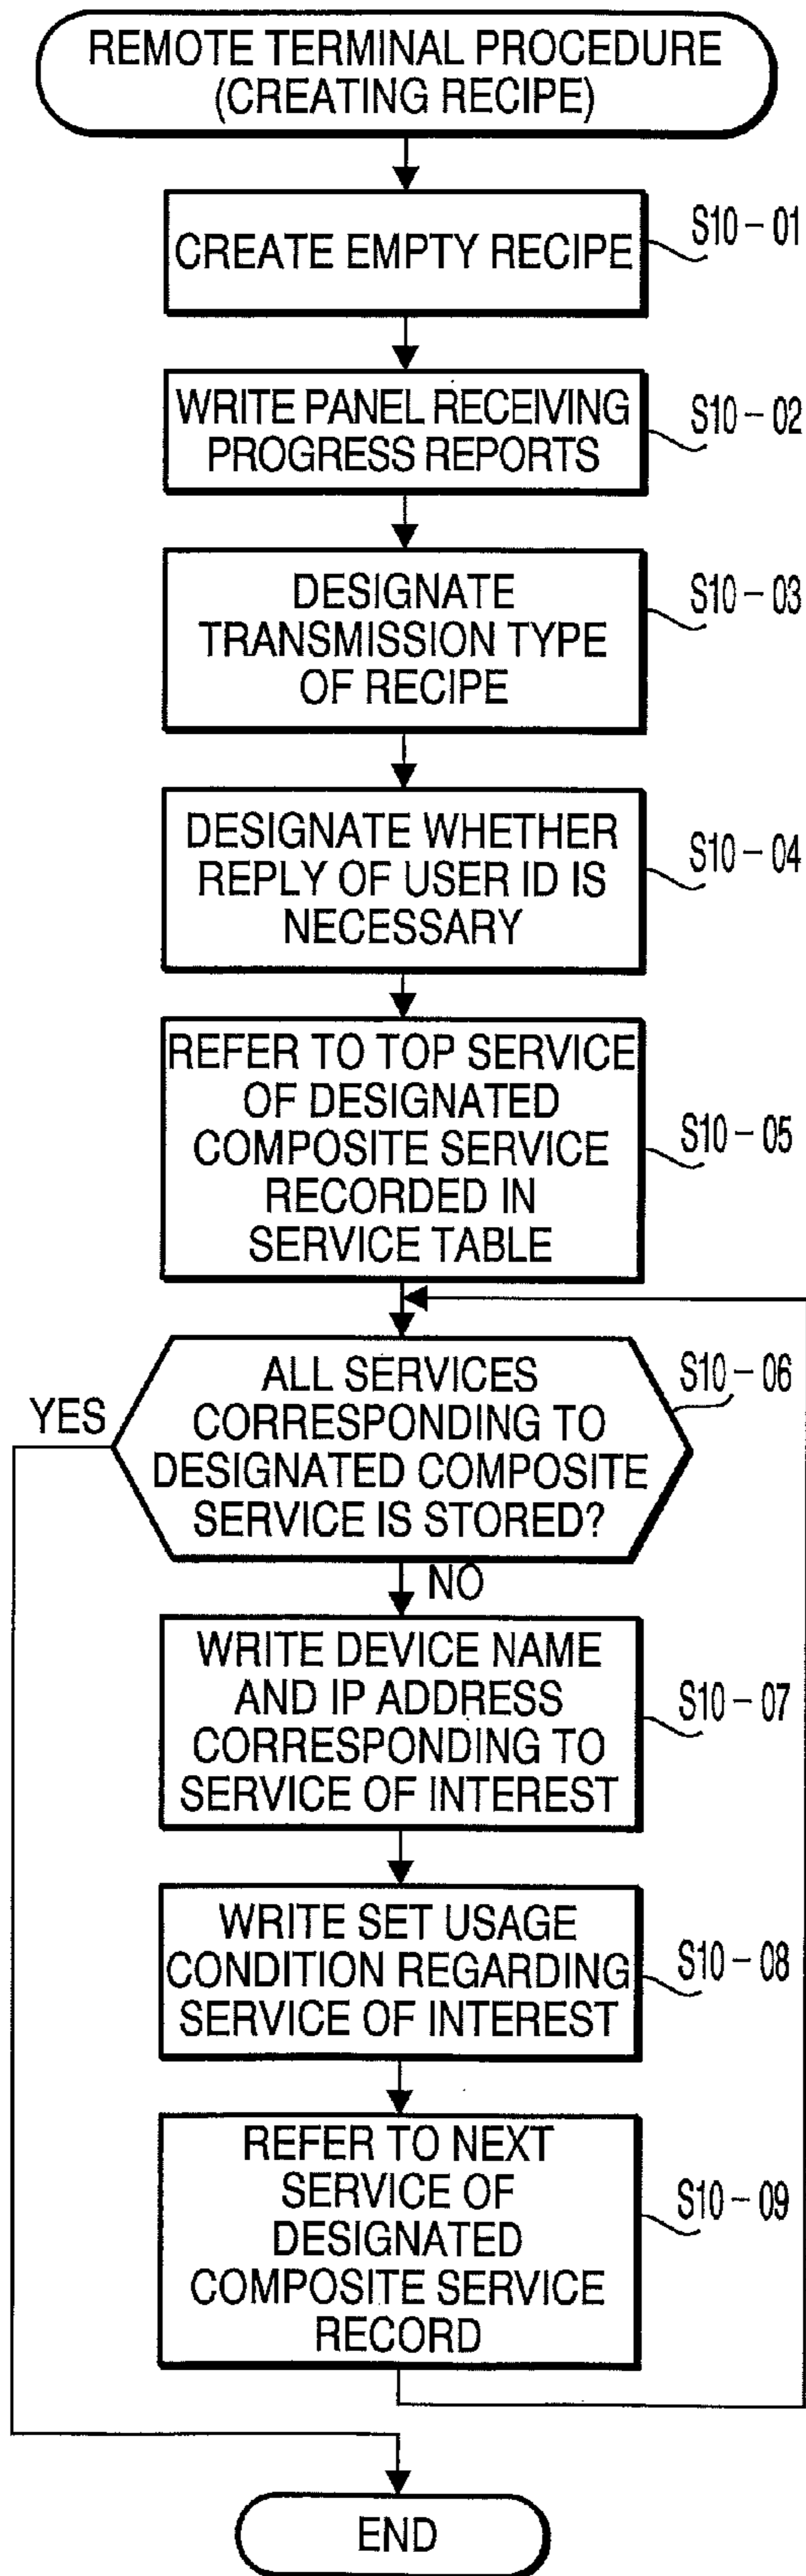 REMOTE TERMINAL PROCEDURE
(CREATING RECIPE)
CREATE EMPTY RECIPE
S10-01
WRITE PANEL RECEIVING
PROGRESS REPORTS
S10-02
DESIGNATE
TRANSMISSION TYPE
OF RECIPE
S10-03
DESIGNATE WHETHER
REPLY OF USER ID IS
NECESSARY
S10-04
REFER TO TOP SERVICE
OF DESIGNATED
COMPOSITE SERVICE
RECORDED IN
SERVICE TABLE
S10-05
ALL SERVICES
CORRESPONDING TO
DESIGNATED COMPOSITE
SERVICE IS STORED?
S10-06
YES
NO
WRITE DEVICE NAME
AND IP ADDRESS
CORRESPONDING TO
SERVICE OF INTEREST
S10-07
WRITE SET USAGE
CONDITION REGARDING
SERVICE OF INTEREST
S10-08
REFER TO NEXT
SERVICE OF
DESIGNATED
COMPOSITE SERVICE
RECORD
S10-09
END